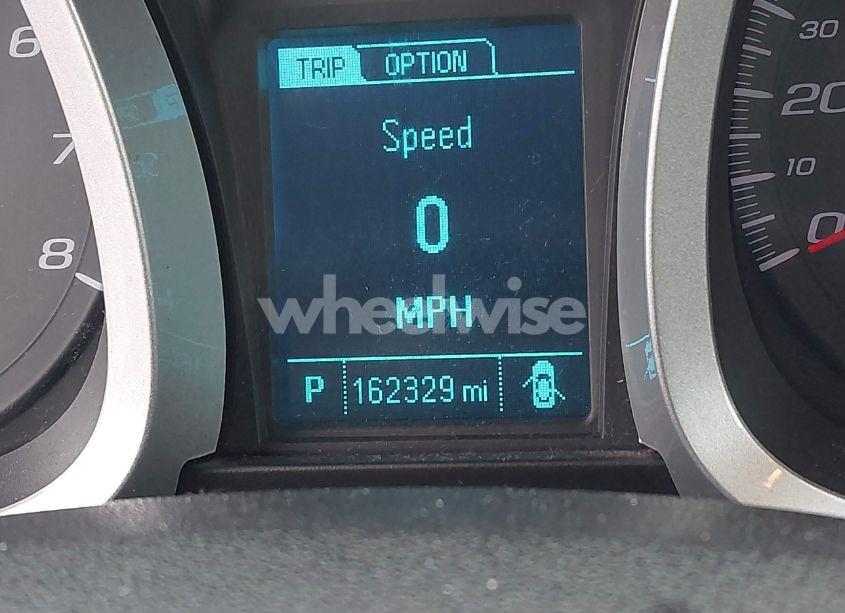 6
7
8
TRIP OPTION
Speed
0
MPH
wheelwise
P 162329 mi
30
20
10
0